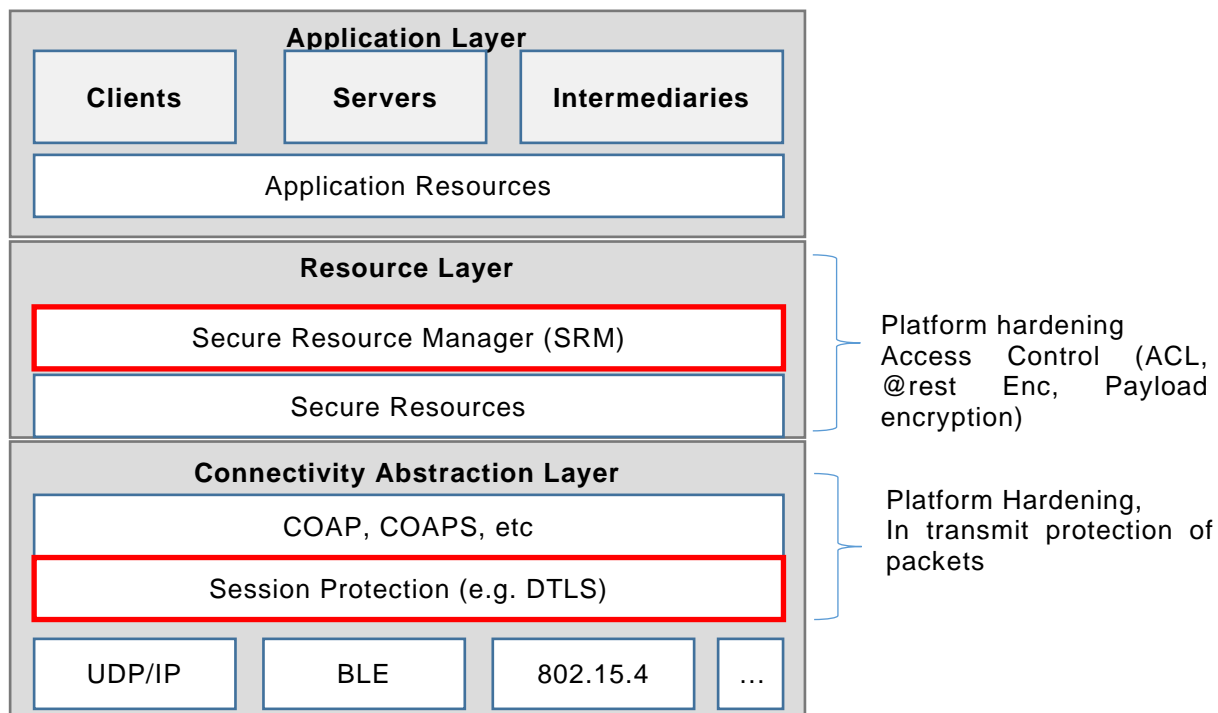 Application Layer
Clients
Servers
Intermediaries
Application Resources
Resource Layer
Secure Resource Manager (SRM)
Secure Resources
Platform hardening
Access Control (ACL,
@rest Enc, Payload
encryption)
Connectivity Abstraction Layer
COAP, COAPS, etc
Session Protection (e.g. DTLS)
Platform Hardening,
In transmit protection of
packets
UDP/IP
BLE
802.15.4
…